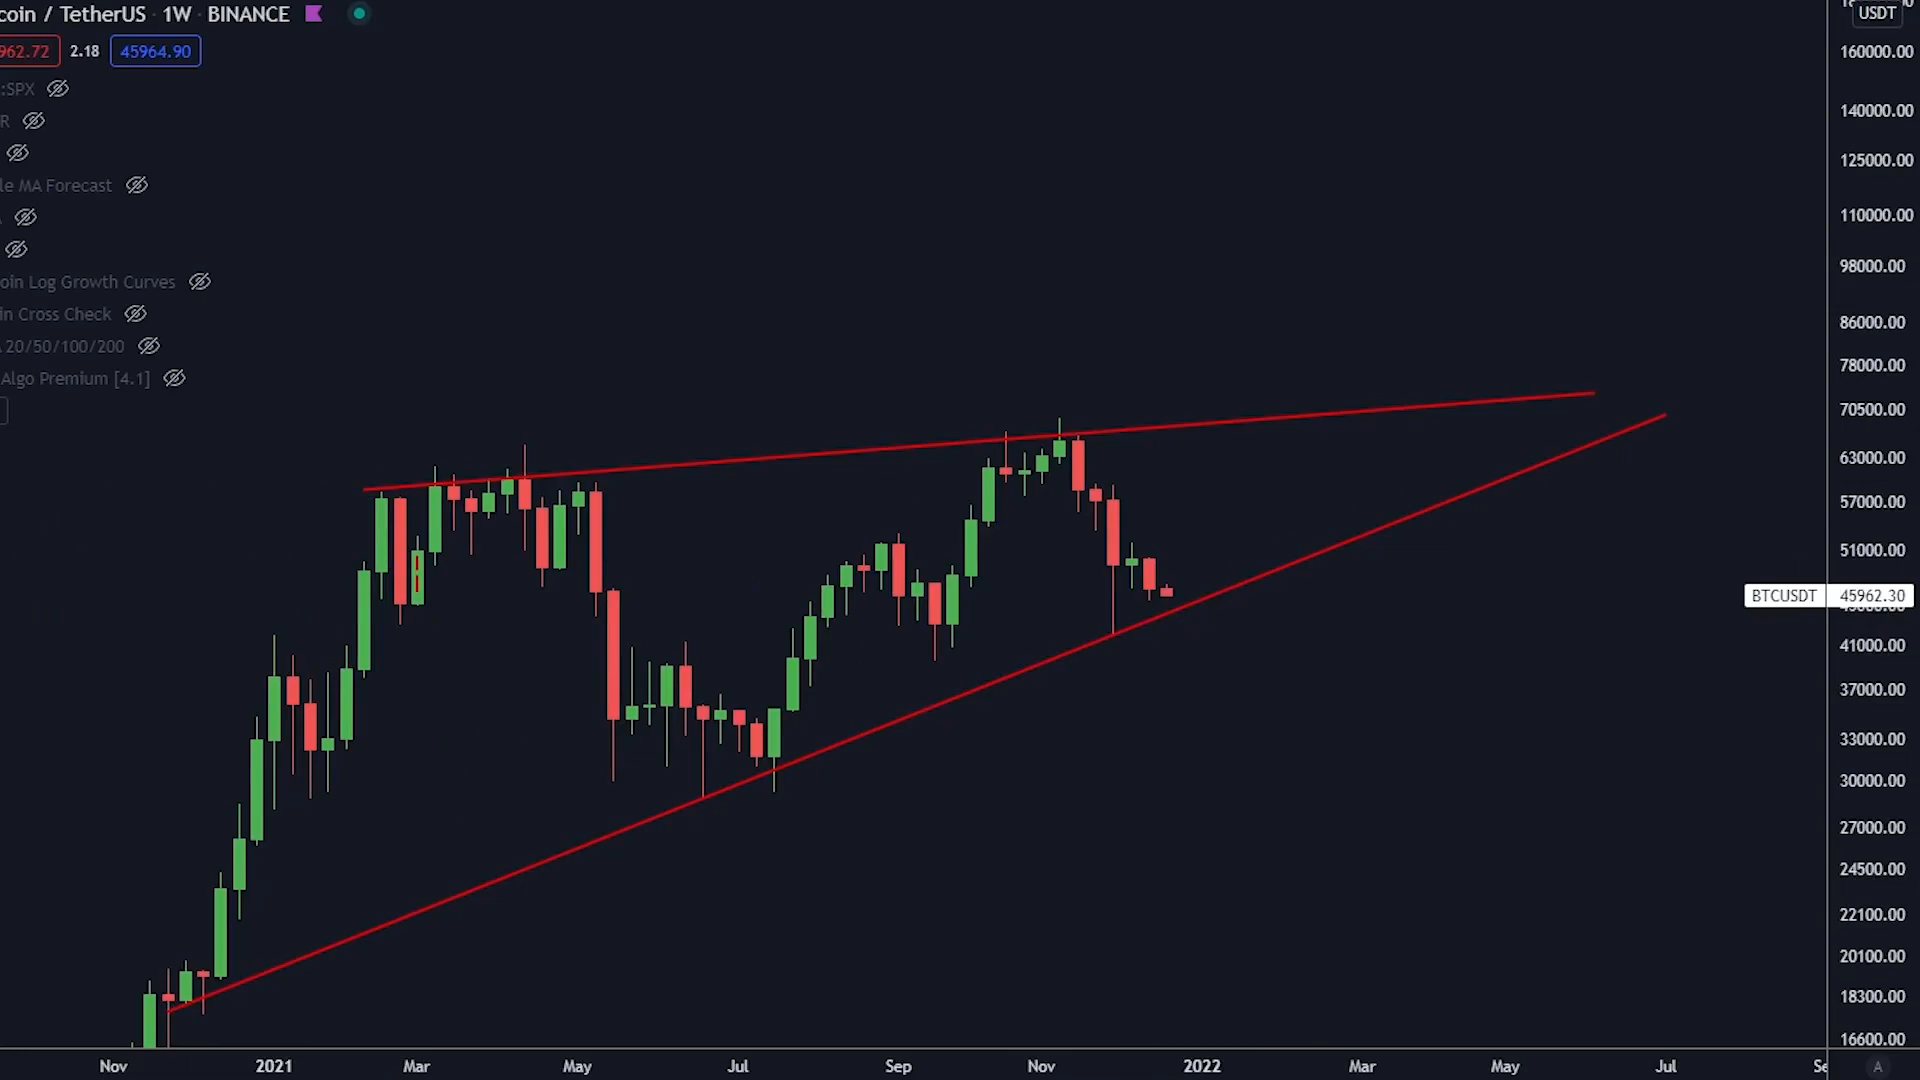 coin / TetherUS · 1W · BINANCE
962.72 2.18 45964.90
:SPX
R
le MA Forecast
oin Log Growth Curves
in Cross Check
20/50/100/200
Algo Premium [4.1]
USDT
160000.00
140000.00
125000.00
110000.00
98000.00
86000.00
78000.00
70500.00
63000.00
57000.00
51000.00
BTCUSDT 45962.30
41000.00
37000.00
33000.00
30000.00
27000.00
24500.00
22100.00
20100.00
18300.00
16600.00
Nov 2021 Mar May Jul Sep Nov 2022 Mar May Jul Se A